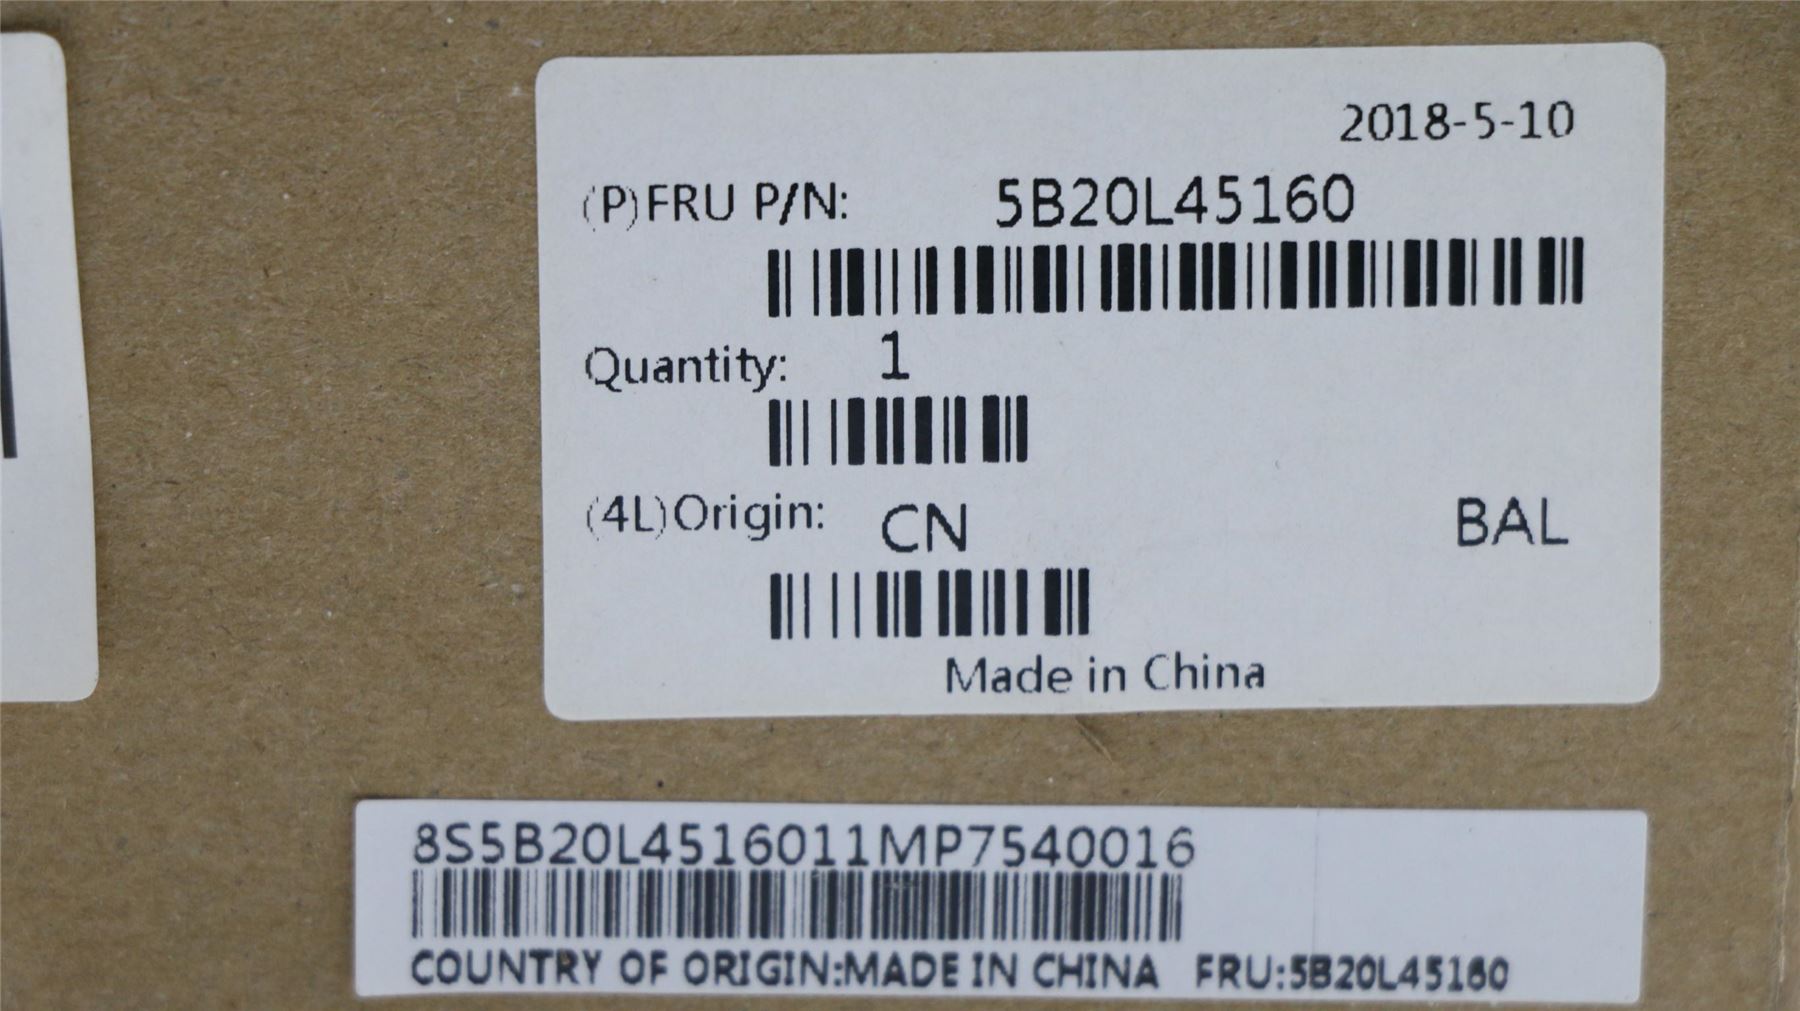 2018-5-10
(P)FRU P/N: 5B20L45160
Quantity: 1
(4L)Origin: CN BAL
Made in China
8S5B20L4516011MP7540016
COUNTRY OF ORIGIN:MADE IN CHINA FRU:5B20L45160